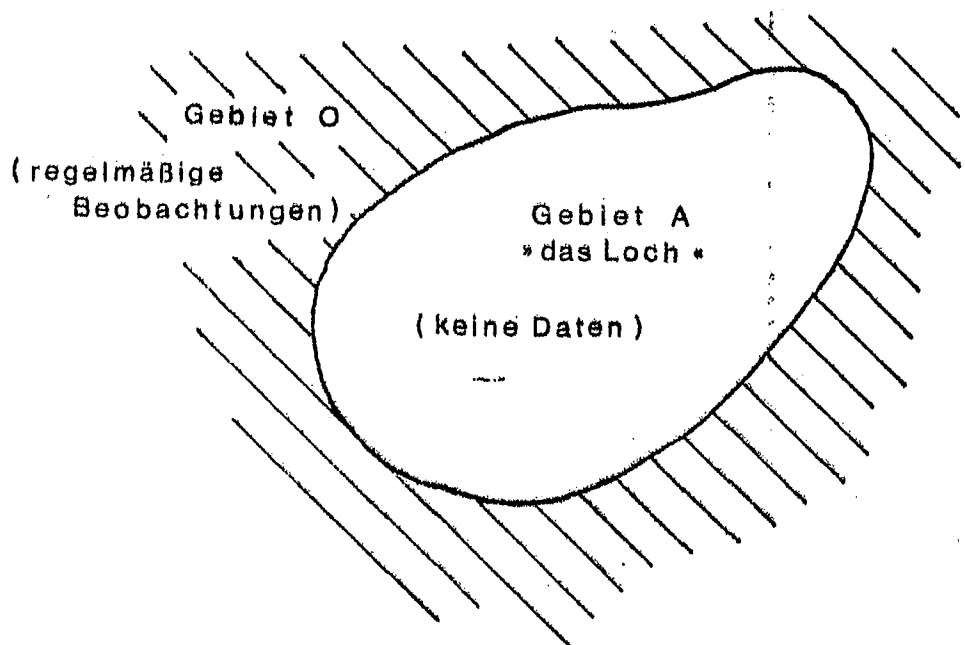 Gebiet O
(regelmäßige
Beobachtungen)
Gebiet A
»das Loch«
(keine Daten)